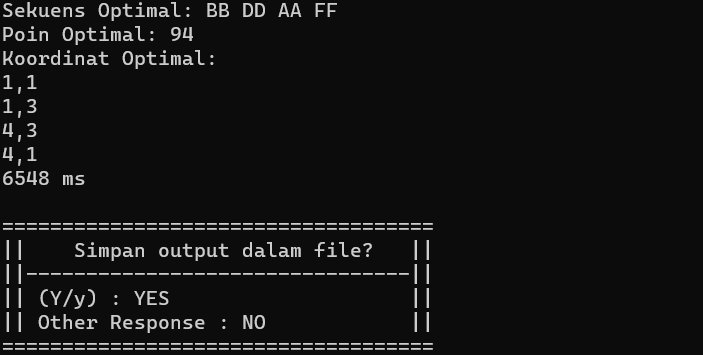 Sekuens Optimal: BB DD AA FF
Poin Optimal: 94
Koordinat Optimal:
1,1
1,3
4,3
4,1
6548 ms
====================================
||    Simpan output dalam file?   ||
||--------------------------------||
|| (Y/y) : YES                    ||
|| Other Response : NO            ||
====================================